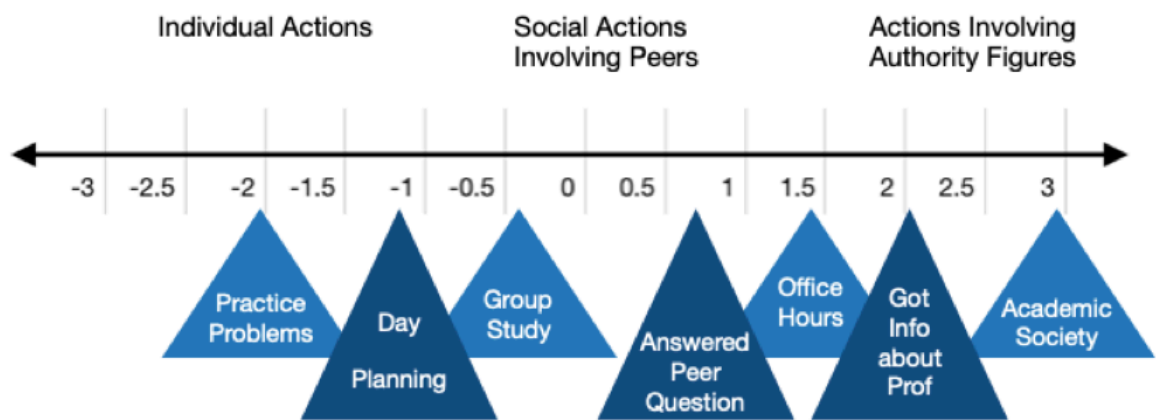 Individual Actions
Social Actions
Involving Peers
Actions Involving
Authority Figures
-3 -2.5 -2 -1.5 -1 -0.5 0 0.5 1 1.5 2 2.5 3
Practice
Problems
Day
Planning
Group
Study
Answered
Peer
Question
Office
Hours
Got
Info
about
Prof
Academic
Society